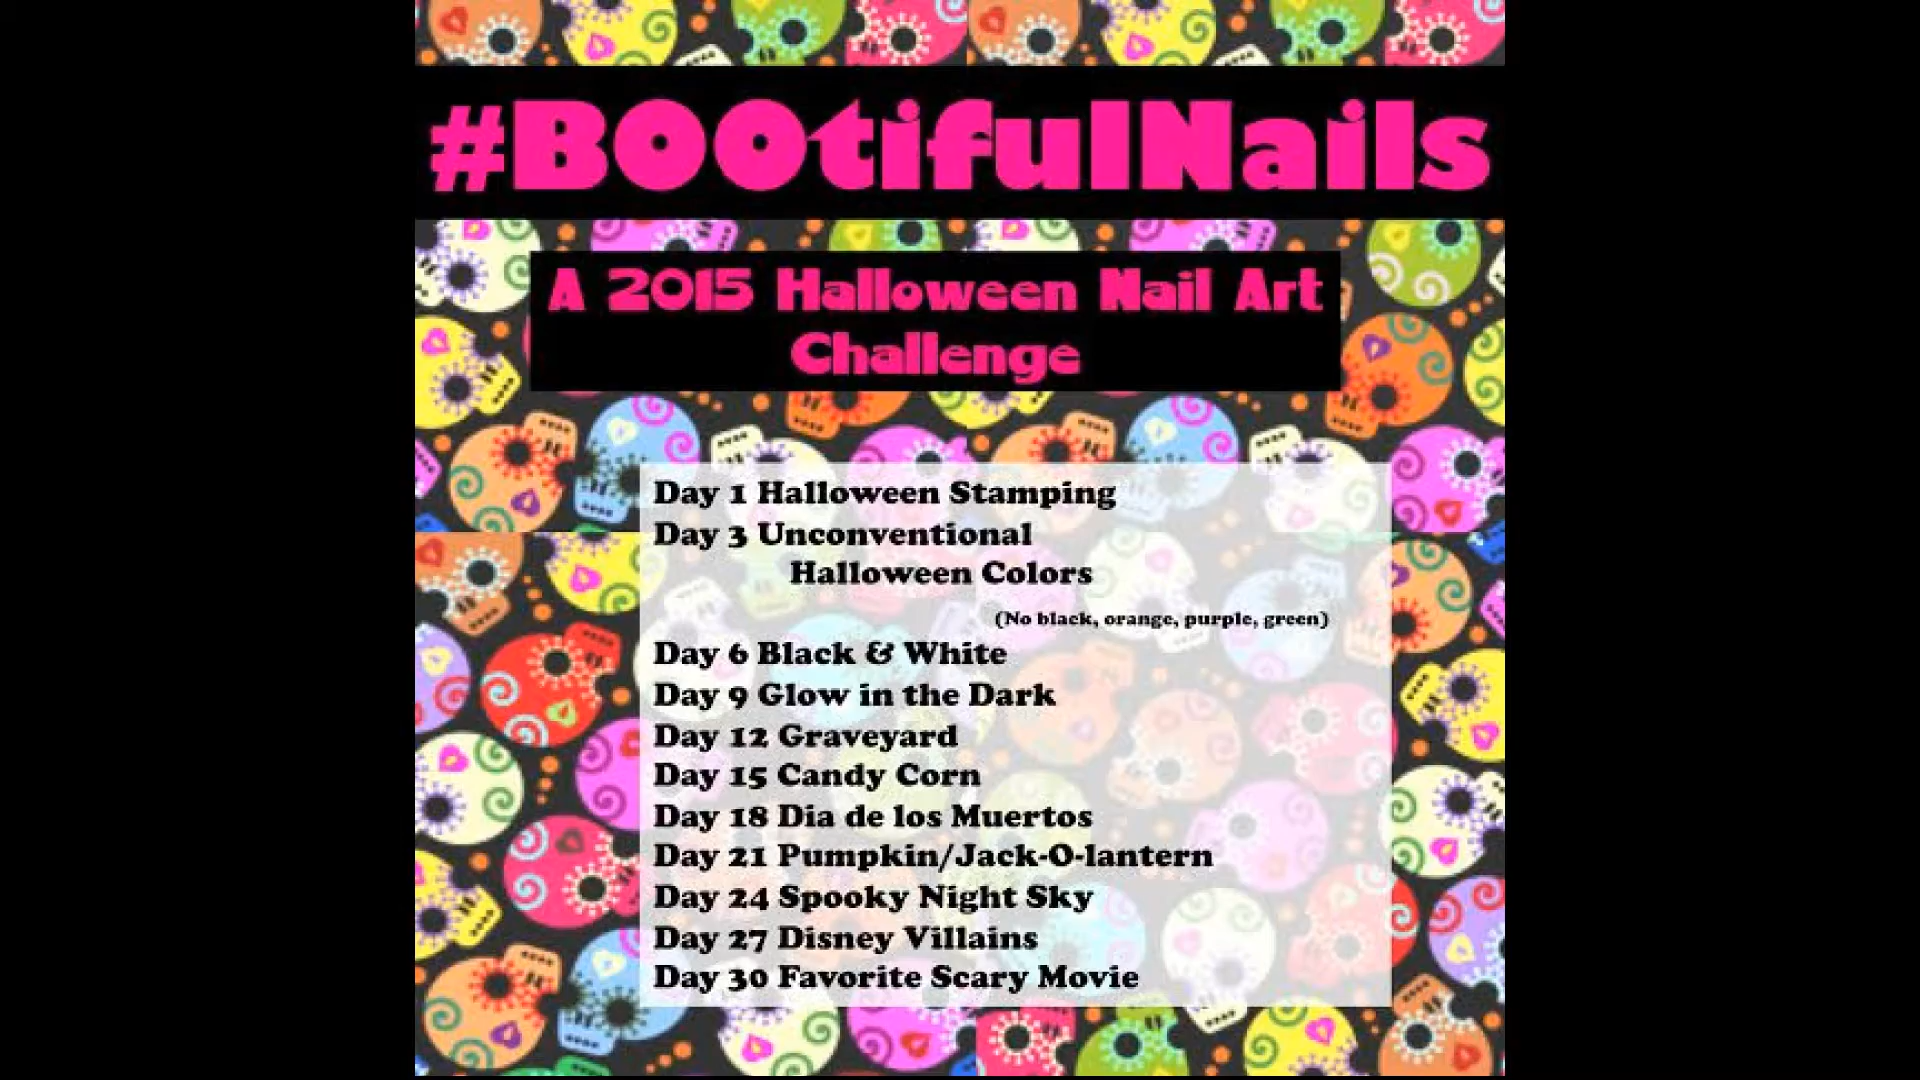 #BOOtifulNails
A 2015 Halloween Nail Art
Challenge
Day 1 Halloween Stamping
Day 3 Unconventional
Halloween Colors
(No black, orange, purple, green)
Day 6 Black & White
Day 9 Glow in the Dark
Day 12 Graveyard
Day 15 Candy Corn
Day 18 Dia de los Muertos
Day 21 Pumpkin/Jack-O-lantern
Day 24 Spooky Night Sky
Day 27 Disney Villains
Day 30 Favorite Scary Movie